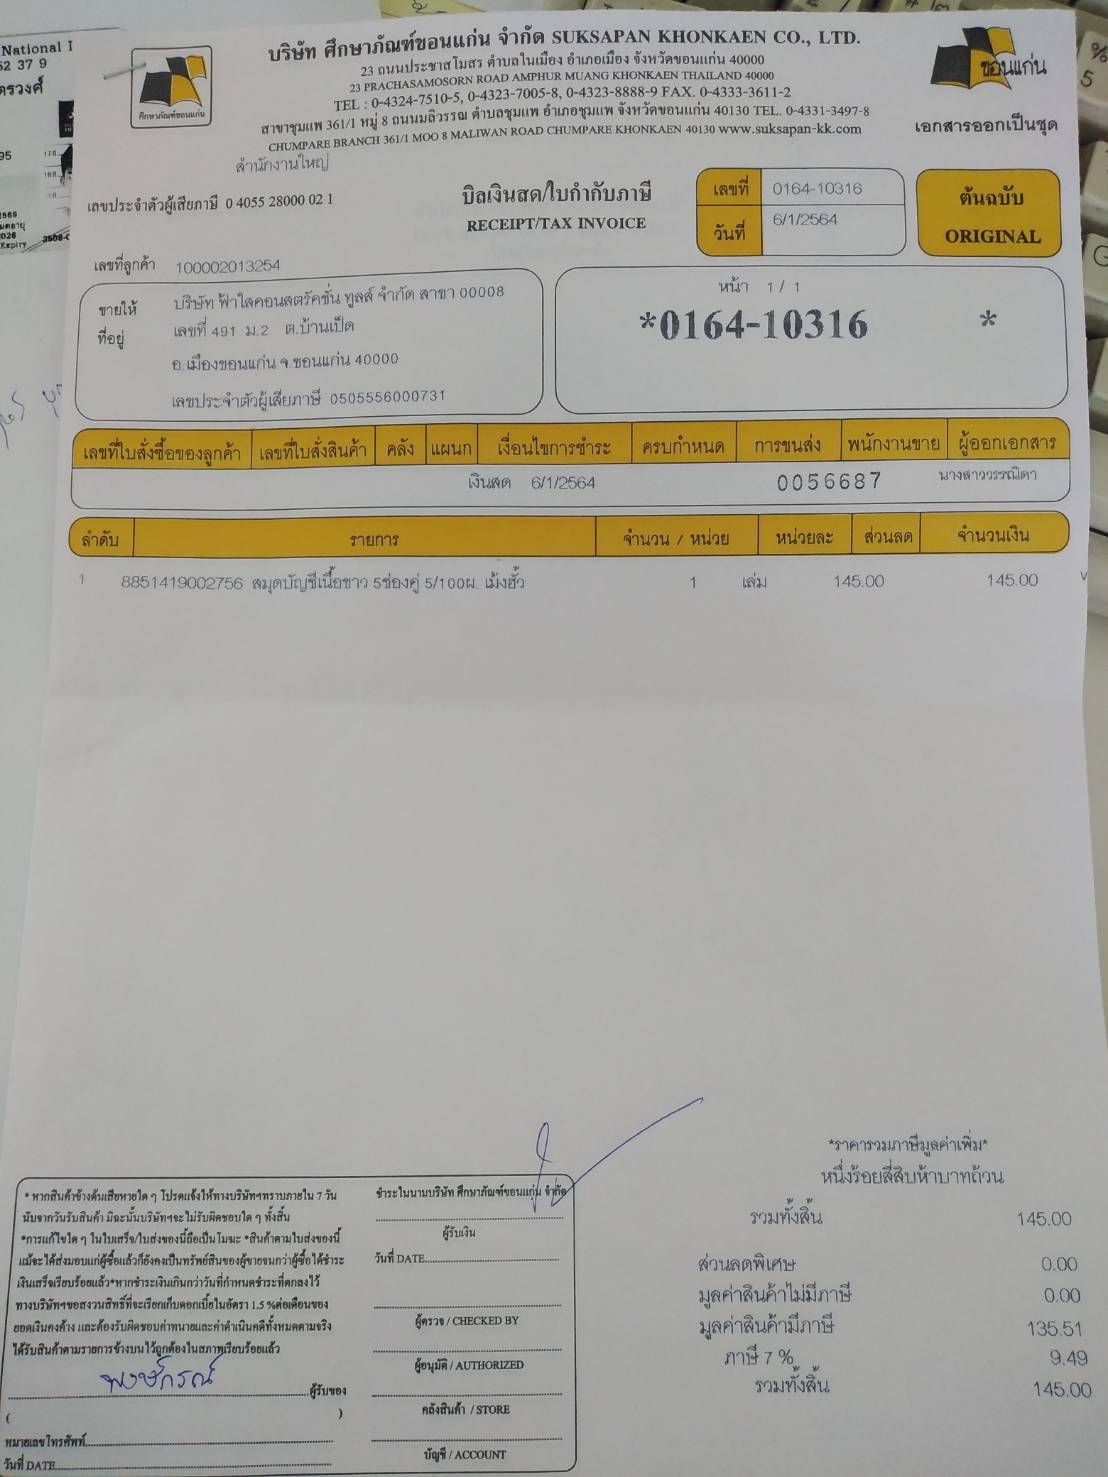 National I
62 37 9
ตรวงศ์
บริษัท ศึกษาภัณฑ์ขอนแก่น จำกัด SUKSAPAN KHONKAEN CO., LTD.
23 ถนนประชาสโมสร ตำบลในเมือง อำเภอเมือง จังหวัดขอนแก่น 40000
23 PRACHASAMOSORN ROAD AMPHUR MUANG KHONKAEN THAILAND 40000
TEL : 0-4324-7510-5, 0-4323-7005-8, 0-4323-8888-9 FAX. 0-4333-3611-2
สาขาชุมแพ 361/1 หมู่ 8 ถนนมลิวรรณ ตำบลชุมแพ อำเภอชุมแพ จังหวัดขอนแก่น 40130 TEL. 0-4331-3497-8
CHUMPARE BRANCH 361/1 MOO 8 MALIWAN ROAD CHUMPARE KHONKAEN 40130 www.suksapan-kk.com
ศึกษาภัณฑ์ขอนแก่น
ขอนแก่น
เอกสารออกเป็นชุด
สำนักงานใหญ่
เลขประจำตัวผู้เสียภาษี 0 4055 28000 02 1
บิลเงินสด/ใบกำกับภาษี
RECEIPT/TAX INVOICE
เลขที่ 0164-10316
วันที่ 6/1/2564
ต้นฉบับ
ORIGINAL
เลขที่ลูกค้า 100002013254
ขายให้ บริษัท ฟ้าใสคอนสตรัคชั่น ทูลส์ จำกัด สาขา 00008
ที่อยู่ เลขที่ 491 ม.2 ต.บ้านเป็ด
อ.เมืองขอนแก่น จ.ขอนแก่น 40000
เลขประจำตัวผู้เสียภาษี 0505556000731
หน้า 1 / 1
*0164-10316 *
เลขที่ใบสั่งซื้อของลูกค้า เลขที่ใบสั่งสินค้า คลัง แผนก เงื่อนไขการชำระ ครบกำหนด การขนส่ง พนักงานขาย ผู้ออกเอกสาร
เงินสด 6/1/2564 0056687 นางสาววรรณิดา
ลำดับ รายการ จำนวน / หน่วย หน่วยละ ส่วนลด จำนวนเงิน
1 8851419002756 สมุดบัญชีเนื้อขาว 5ช่องคู่ 5/100ผ. เม้งฮั้ว 1 เล่ม 145.00 145.00 v
*ราคารวมภาษีมูลค่าเพิ่ม*
หนึ่งร้อยสี่สิบห้าบาทถ้วน
รวมทั้งสิ้น 145.00
ส่วนลดพิเศษ 0.00
มูลค่าสินค้าไม่มีภาษี 0.00
มูลค่าสินค้ามีภาษี 135.51
ภาษี 7 % 9.49
รวมทั้งสิ้น 145.00
* หากสินค้าข้างต้นเสียหายใด ๆ โปรดแจ้งให้ทางบริษัทฯทราบภายใน 7 วัน
นับจากวันรับสินค้า มิฉะนั้นบริษัทฯจะไม่รับผิดชอบใด ๆ ทั้งสิ้น
*การแก้ไขใด ๆ ในใบเสร็จ/ใบส่งของนี้ถือเป็นโมฆะ *สินค้าตามใบส่งของนี้
แม้จะได้ส่งมอบแก่ผู้ซื้อแล้วก็ยังคงเป็นทรัพย์สินของผู้ขายจนกว่าผู้ซื้อได้ชำระ
เงินเสร็จเรียบร้อยแล้ว*หากชำระเงินเกินกว่าวันที่กำหนดชำระที่ตกลงไว้
ทางบริษัทฯขอสงวนสิทธิ์ที่จะเรียกเก็บดอกเบี้ยในอัตรา 1.5 %ต่อเดือนของ
ยอดเงินคงค้าง และต้องรับผิดชอบค่าทนายและค่าดำเนินคดีทั้งหมดตามจริง
ได้รับสินค้าตามรายการข้างบนไว้ถูกต้องในสภาพเรียบร้อยแล้ว
พงษ์กรณ์ ผู้รับของ
( )
หมายเลขโทรศัพท์
วันที่ DATE
ชำระในนามบริษัท ศึกษาภัณฑ์ขอนแก่น จำกัด
ผู้รับเงิน
วันที่ DATE
ผู้ตรวจ / CHECKED BY
ผู้อนุมัติ / AUTHORIZED
คลังสินค้า / STORE
บัญชี / ACCOUNT